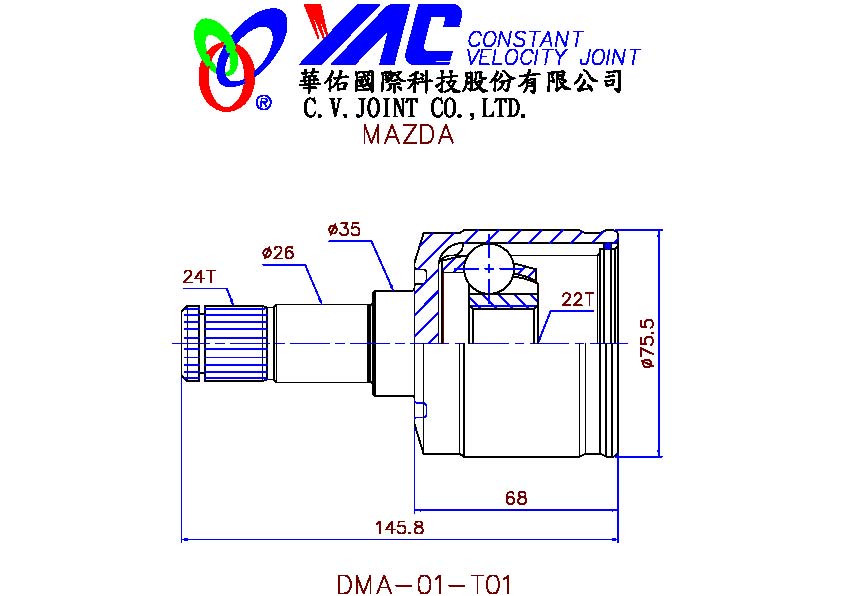 YAC CONSTANT
VELOCITY JOINT
®
華佑國際科技股份有限公司
C.V.JOINT CO.,LTD.
MAZDA
ø35
ø26
24T
22T
ø75.5
68
145.8
DMA-01-T01